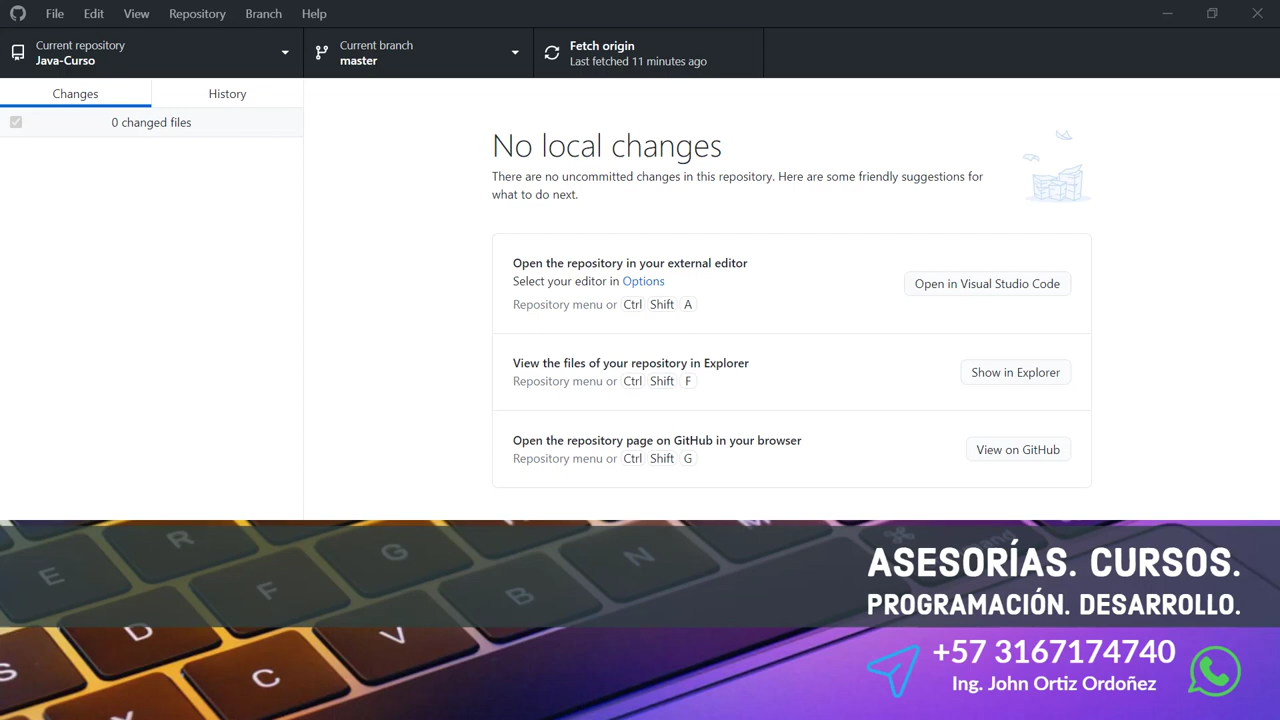 File Edit View Repository Branch Help
Current repository
Java-Curso
Current branch
master
Fetch origin
Last fetched 11 minutes ago
Changes History
0 changed files
No local changes
There are no uncommitted changes in this repository. Here are some friendly suggestions for
what to do next.
Open the repository in your external editor
Select your editor in Options
Repository menu or Ctrl Shift A
Open in Visual Studio Code
View the files of your repository in Explorer
Repository menu or Ctrl Shift F
Show in Explorer
Open the repository page on GitHub in your browser
Repository menu or Ctrl Shift G
View on GitHub
E R G N M
F B
D V
S C
ASESORÍAS. CURSOS.
PROGRAMACIÓN. DESARROLLO.
+57 3167174740
Ing. John Ortiz Ordoñez